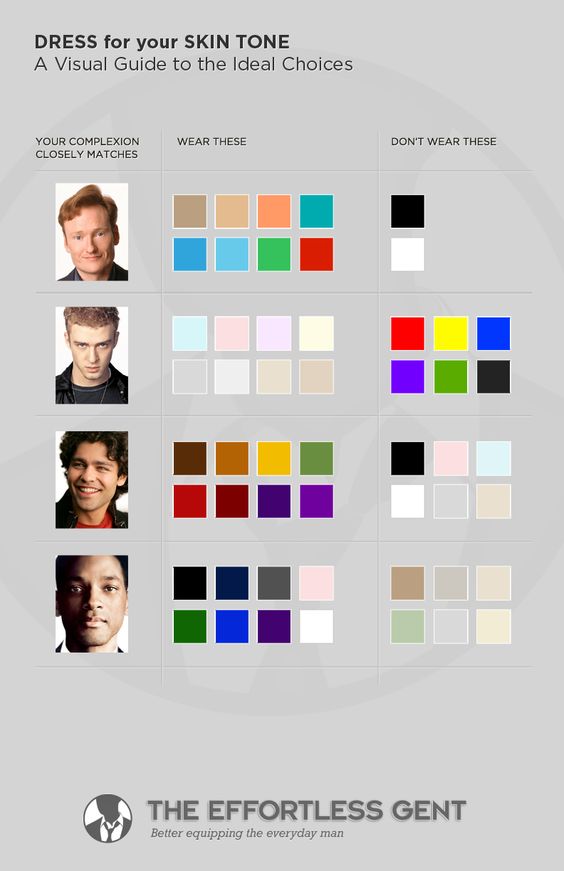 DRESS for your SKIN TONE
A Visual Guide to the Ideal Choices
YOUR COMPLEXION
CLOSELY MATCHES
WEAR THESE
DON'T WEAR THESE
THE EFFORTLESS GENT
Better equipping the everyday man